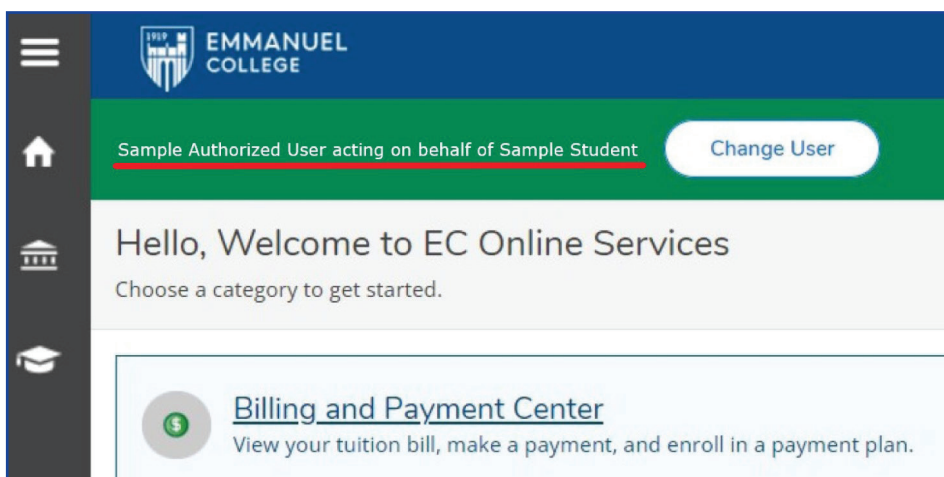 1919
EMMANUEL
COLLEGE
Sample Authorized User acting on behalf of Sample Student
Change User
Hello, Welcome to EC Online Services
Choose a category to get started.
$
Billing and Payment Center
View your tuition bill, make a payment, and enroll in a payment plan.